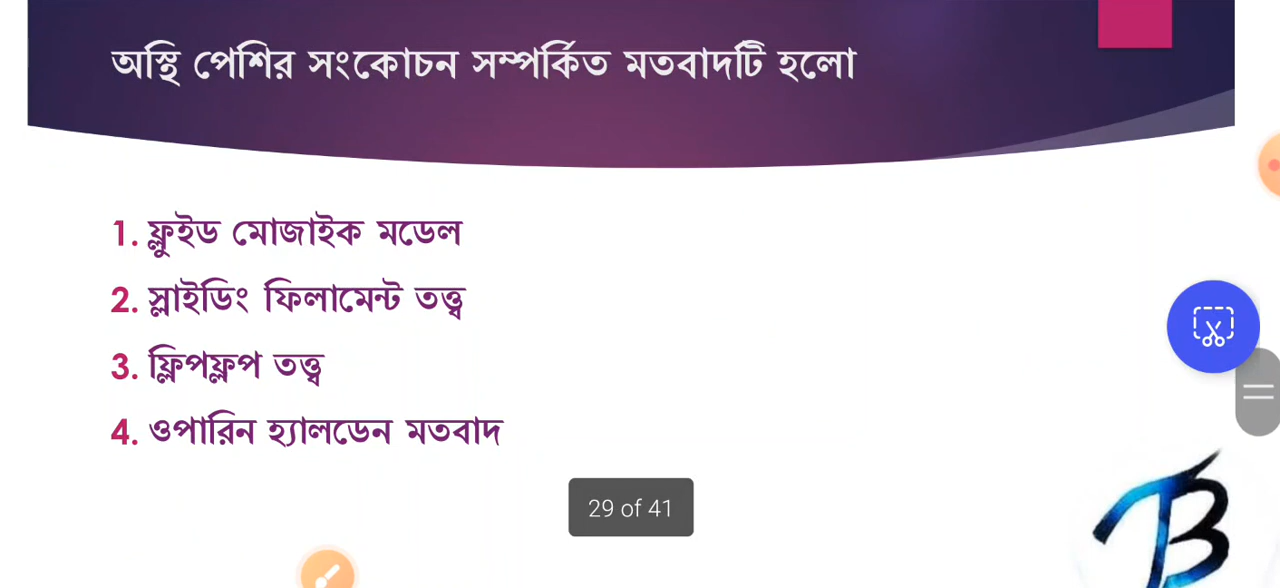 অস্থি পেশির সংকোচন সম্পর্কিত মতবাদটি হলো
1. ফ্লুইড মোজাইক মডেল
2. স্লাইডিং ফিলামেন্ট তত্ত্ব
3. ফ্লিপফ্লপ তত্ত্ব
4. ওপারিন হ্যালডেন মতবাদ
29 of 41
TB